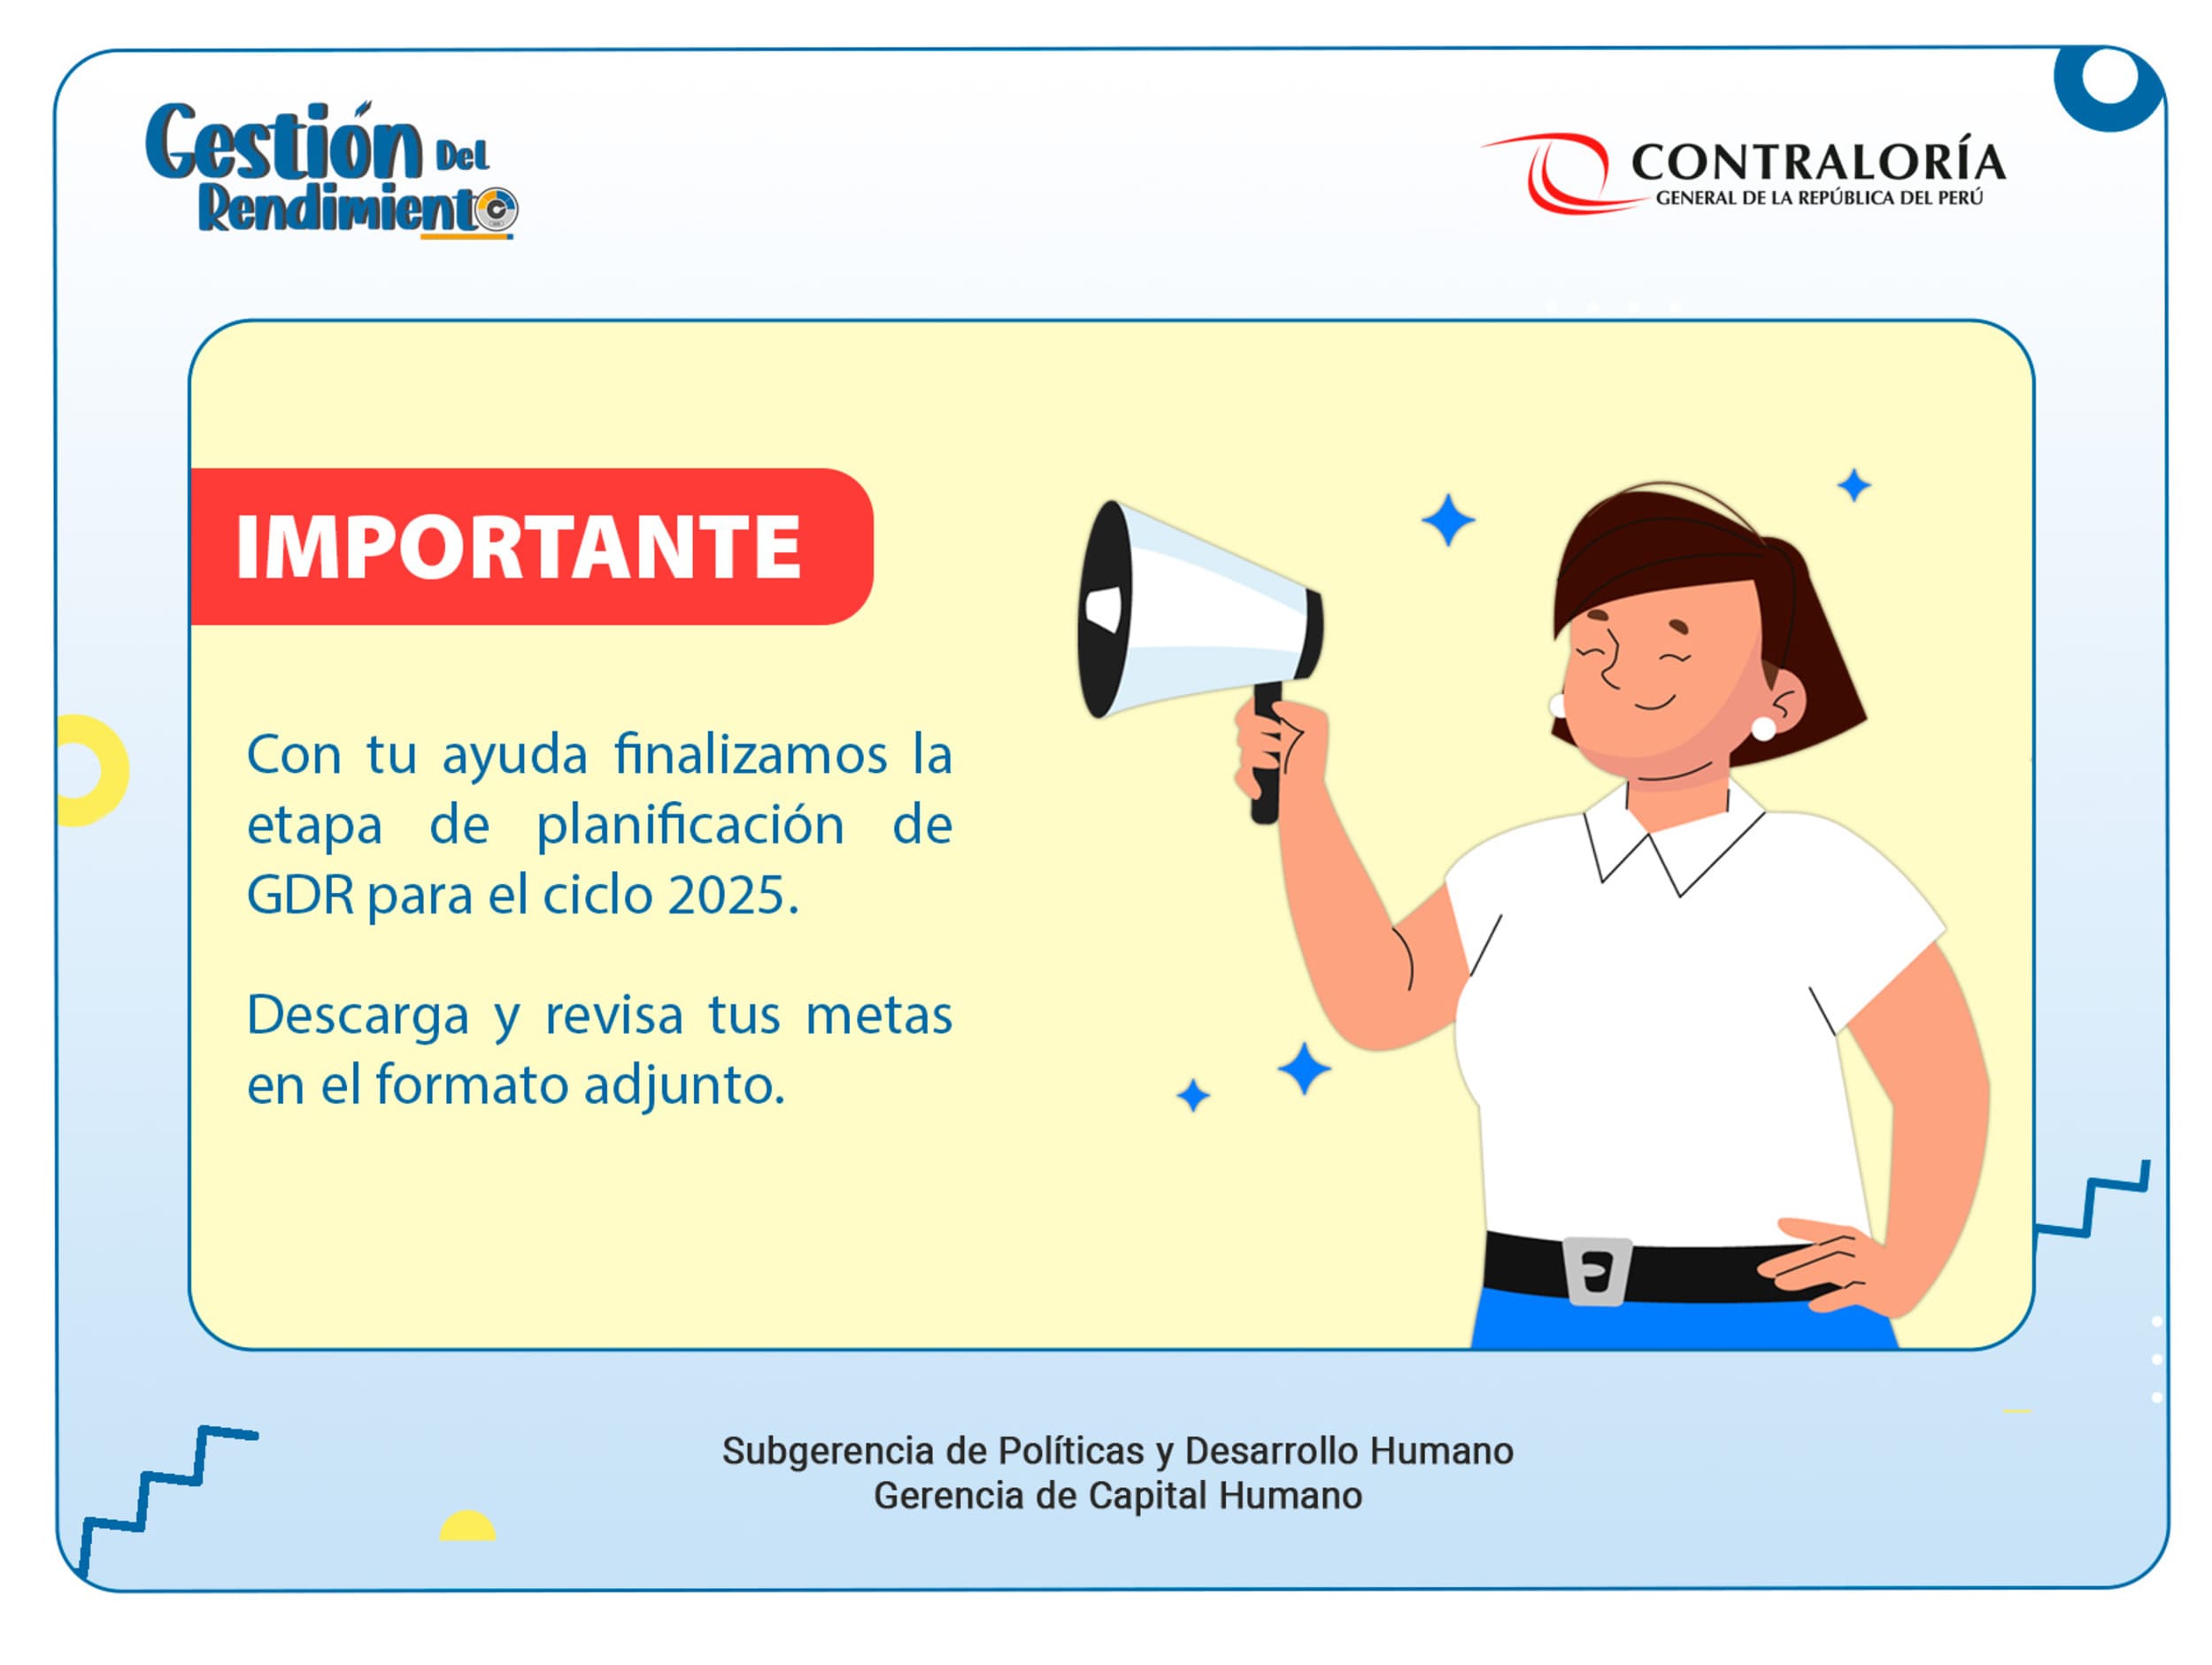 Gestión Del
Rendimiento
CONTRALORÍA
GENERAL DE LA REPÚBLICA DEL PERÚ
IMPORTANTE
Con tu ayuda finalizamos la
etapa de planificación de
GDR para el ciclo 2025.
Descarga y revisa tus metas
en el formato adjunto.
Subgerencia de Políticas y Desarrollo Humano
Gerencia de Capital Humano